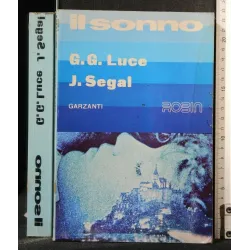 il sonno
G.G. Luce
J. Segal
GARZANTI
ROBIN
il sonno G.G. Luce J. Segal